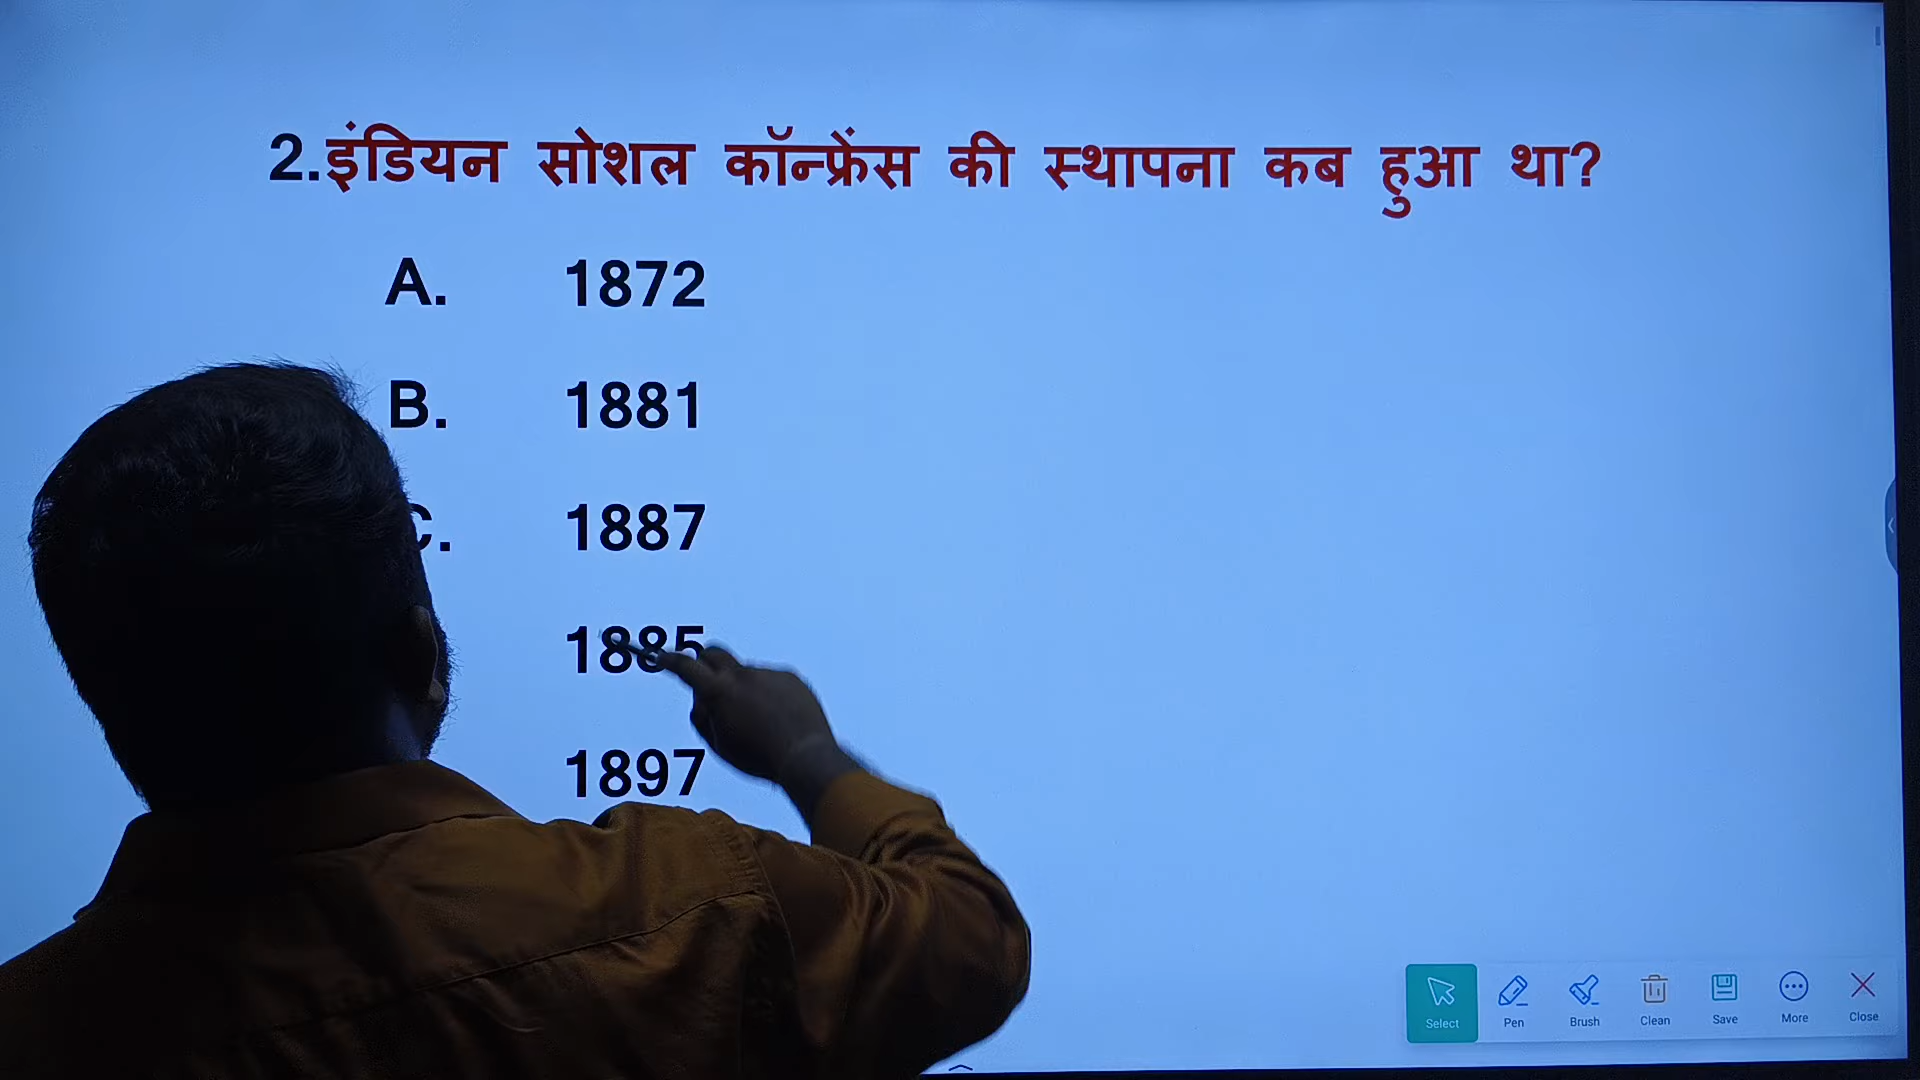 2.इंडियन सोशल कॉन्फ्रेंस की स्थापना कब हुआ था?
A. 1872
B. 1881
C. 1887
1885
1897
Select Pen Brush Clean Save More Close